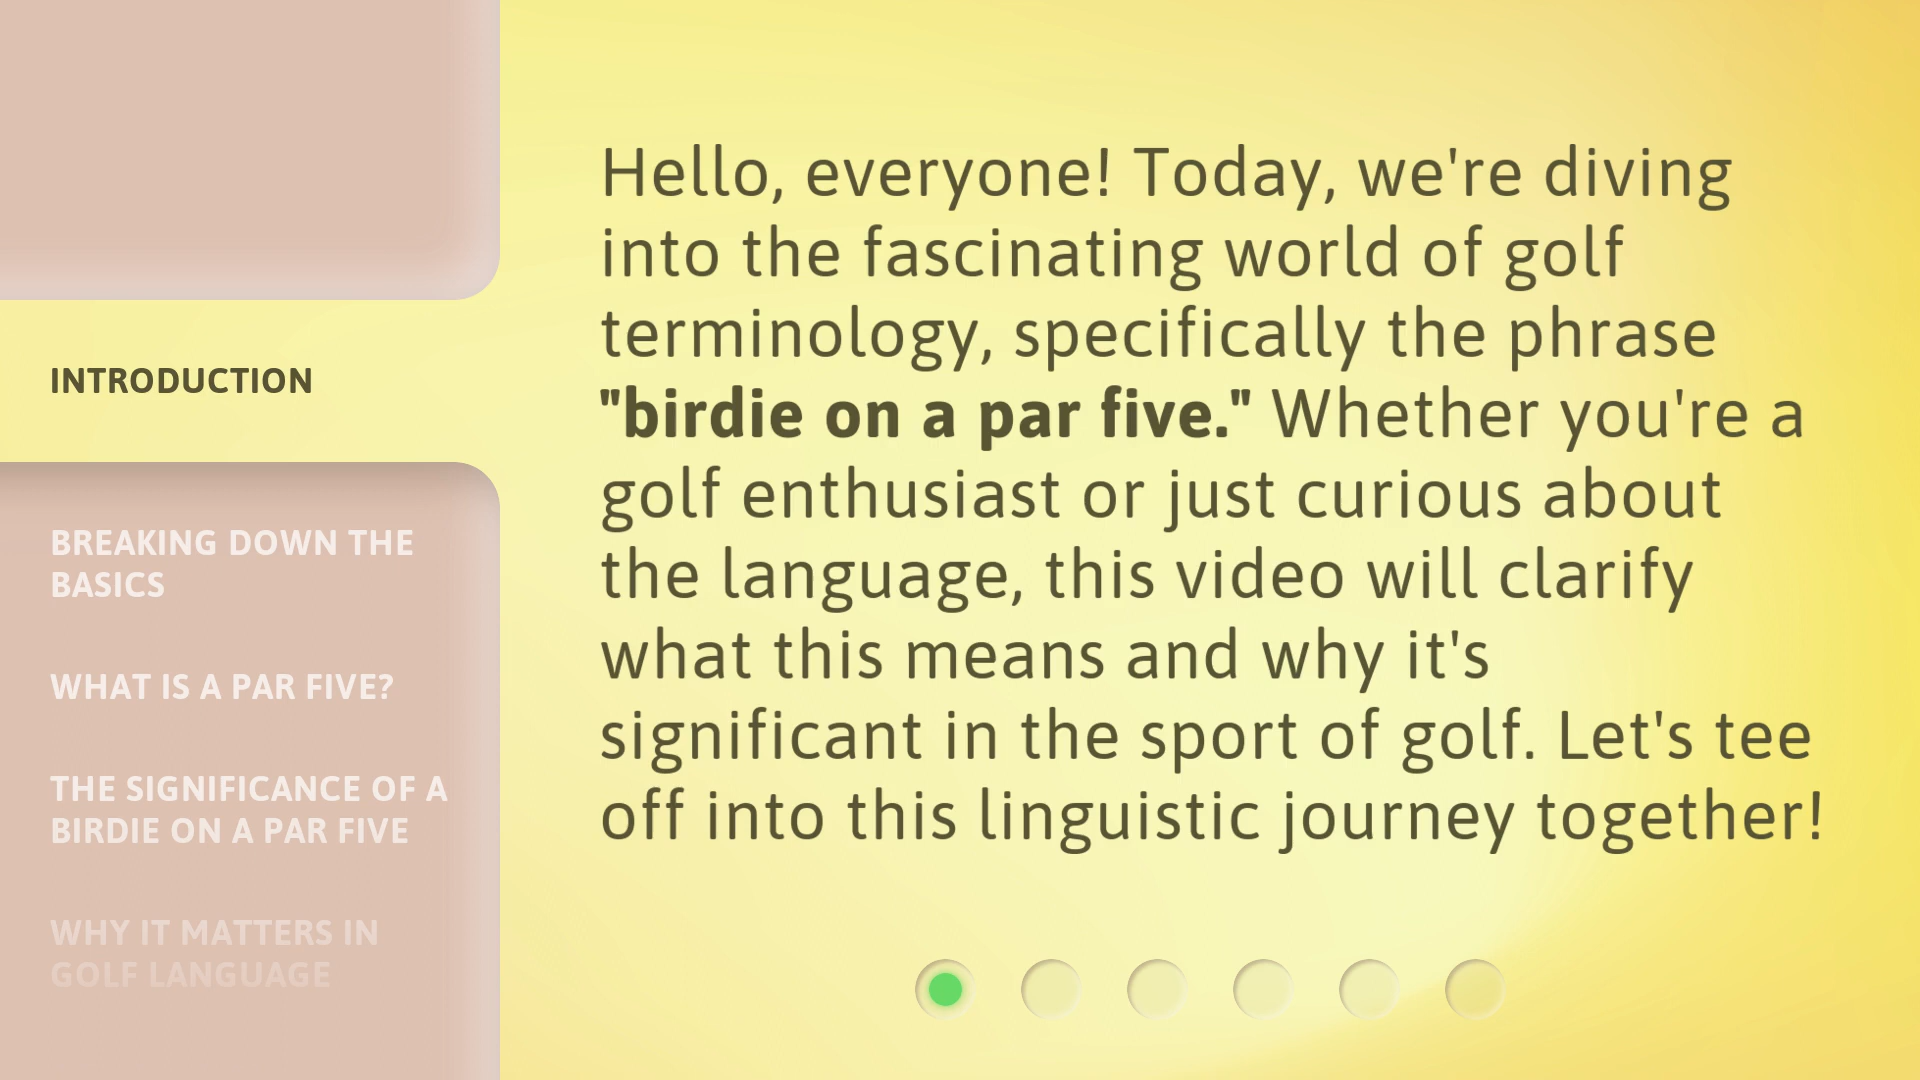 INTRODUCTION
BREAKING DOWN THE
BASICS
WHAT IS A PAR FIVE?
THE SIGNIFICANCE OF A
BIRDIE ON A PAR FIVE
WHY IT MATTERS IN
GOLF LANGUAGE
Hello, everyone! Today, we're diving
into the fascinating world of golf
terminology, specifically the phrase
"birdie on a par five." Whether you're a
golf enthusiast or just curious about
the language, this video will clarify
what this means and why it's
significant in the sport of golf. Let's tee
off into this linguistic journey together!